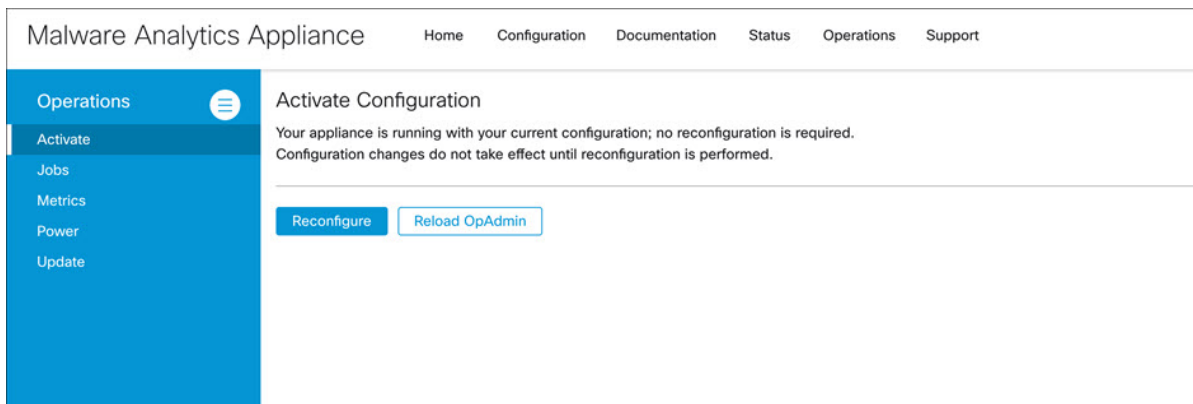 Malware Analytics Appliance Home Configuration Documentation Status Operations Support
Operations
Activate
Jobs
Metrics
Power
Update
Activate Configuration
Your appliance is running with your current configuration; no reconfiguration is required.
Configuration changes do not take effect until reconfiguration is performed.
Reconfigure Reload OpAdmin